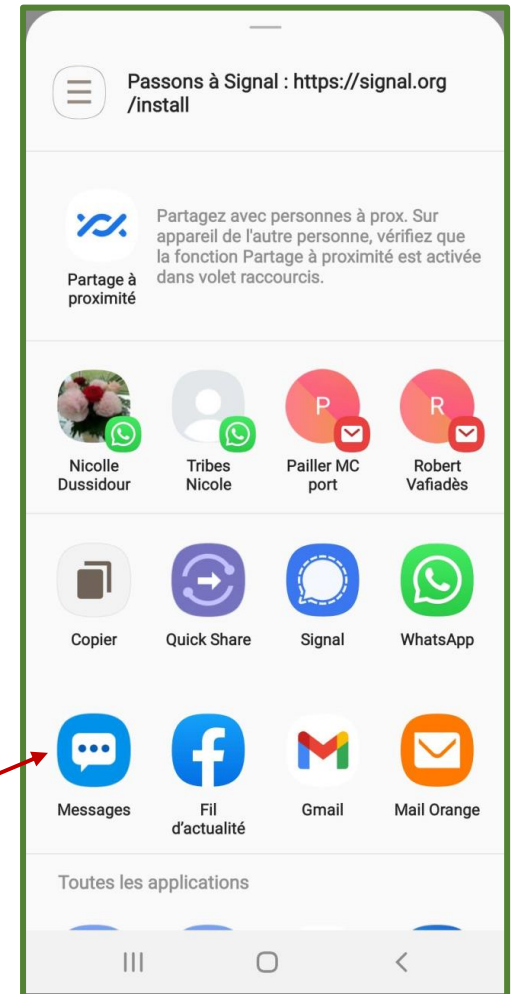 Passons à Signal : https://signal.org
/install
Partagez avec personnes à prox. Sur
appareil de l'autre personne, vérifiez que
la fonction Partage à proximité est activée
dans volet raccourcis.
Partage à
proximité
Nicolle
Dussidour
Tribes
Nicole
P
Pailler MC
port
R
Robert
Vafiadès
Copier
Quick Share
Signal
WhatsApp
Messages
Fil
d'actualité
Gmail
Mail Orange
Toutes les applications